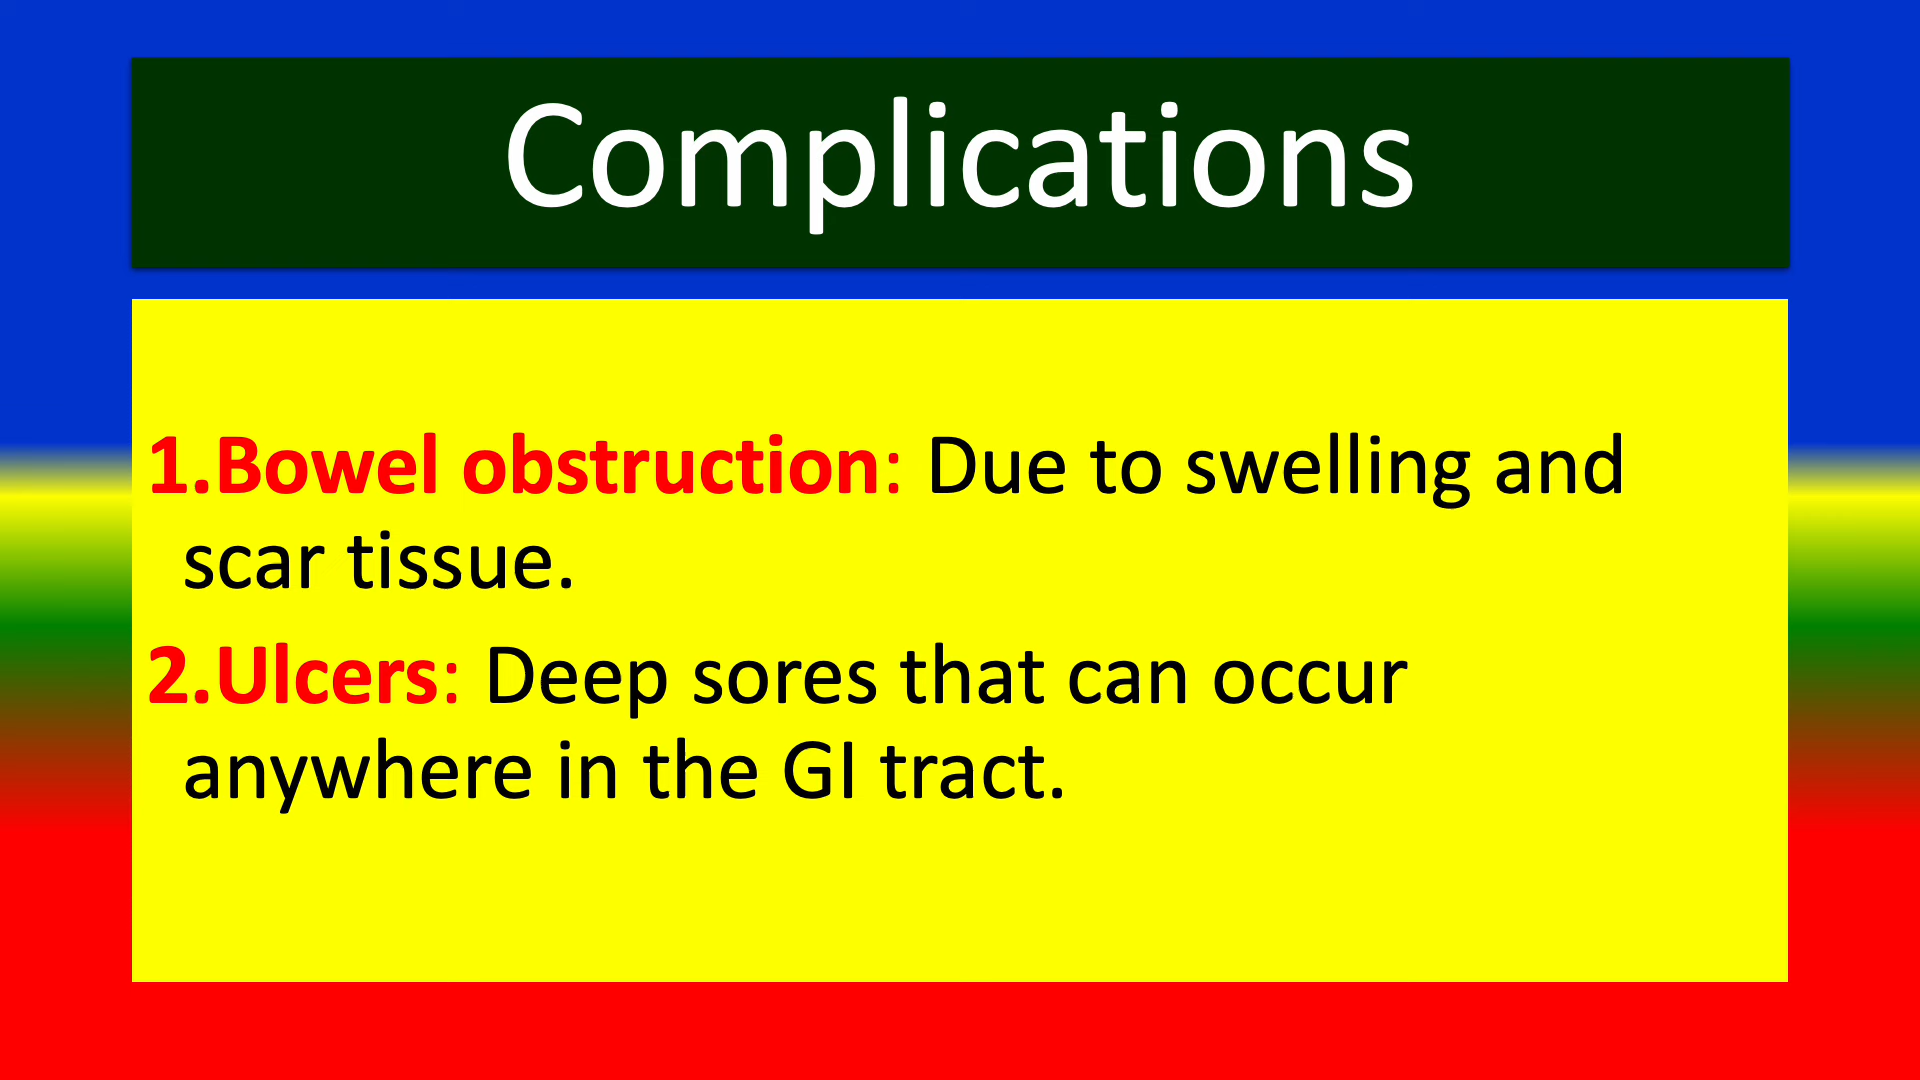 Complications
1.Bowel obstruction: Due to swelling and
scar tissue.
2.Ulcers: Deep sores that can occur
anywhere in the GI tract.